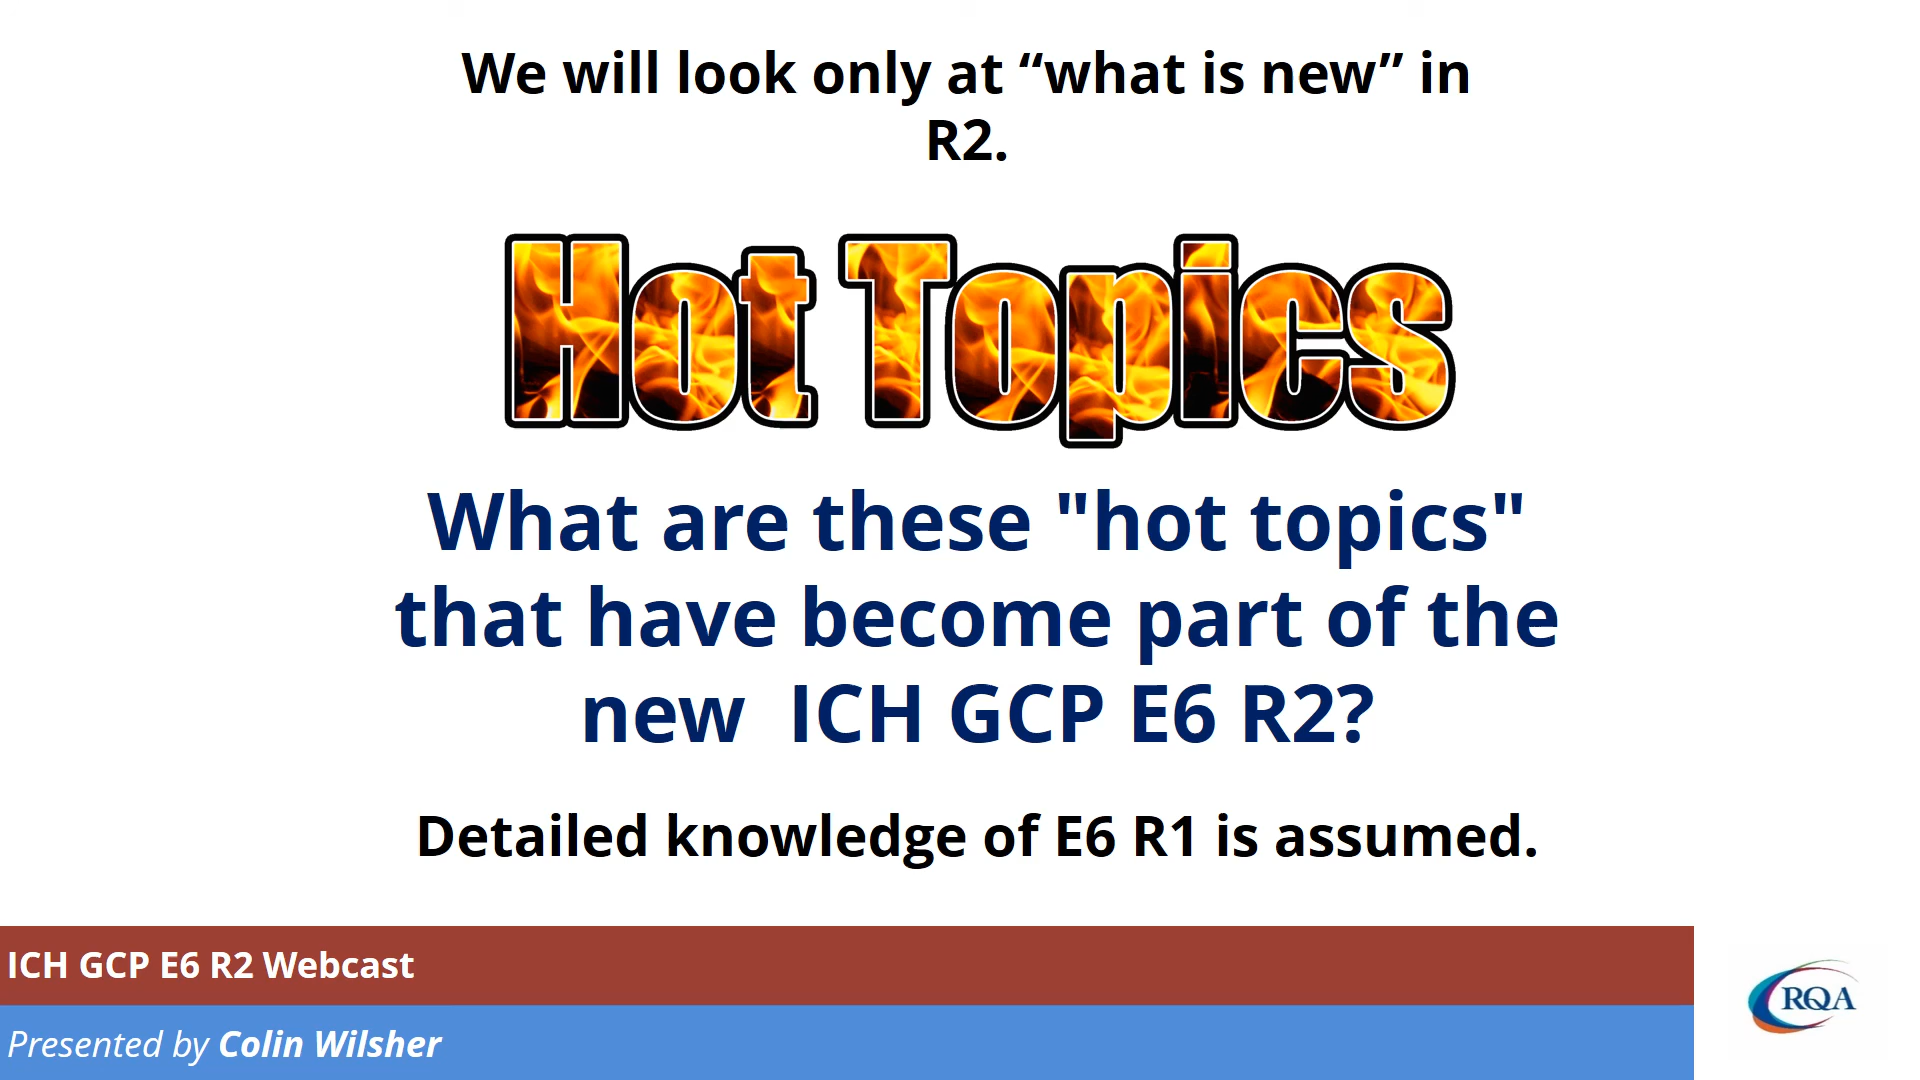 We will look only at “what is new” in
R2.
Hot Topics
What are these "hot topics"
that have become part of the
new  ICH GCP E6 R2?
Detailed knowledge of E6 R1 is assumed.
ICH GCP E6 R2 Webcast
Presented by Colin Wilsher
RQA